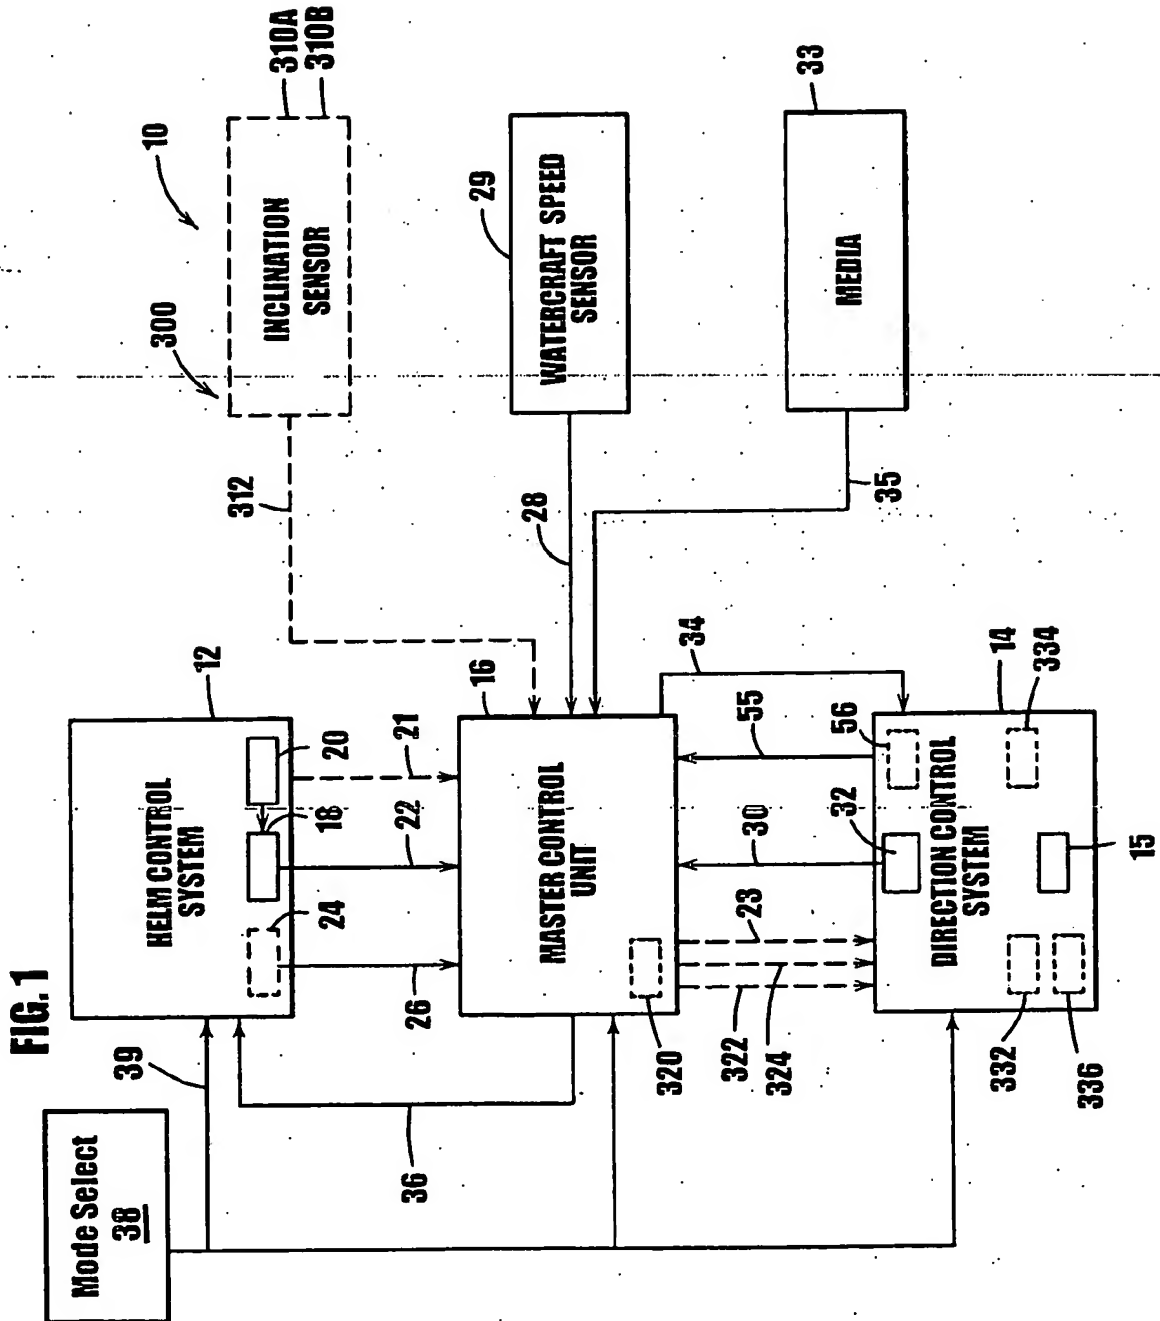 FIG. 1
Mode Select
38
39
36
HELM CONTROL
SYSTEM
12
20
18
24
21
22
26
MASTER CONTROL
UNIT
16
320
10
300
INCLINATION
SENSOR
310A
310B
312
WATERCRAFT SPEED
SENSOR
29
28
MEDIA
33
35
34
55
30
23
324
322
DIRECTION CONTROL
SYSTEM
14
56
32
334
15
332
336